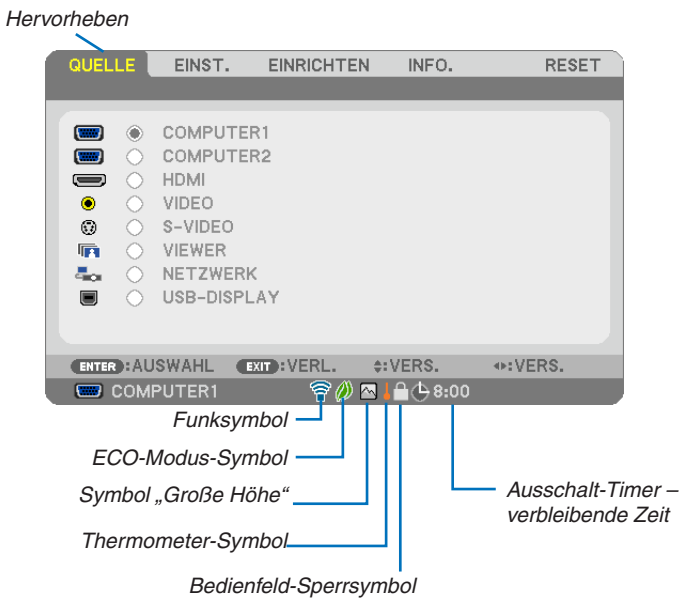 Hervorheben
QUELLE EINST. EINRICHTEN INFO. RESET
COMPUTER1
COMPUTER2
HDMI
VIDEO
S-VIDEO
VIEWER
NETZWERK
USB-DISPLAY
ENTER:AUSWAHL EXIT:VERL. :VERS. :VERS.
COMPUTER1 8:00
Funksymbol
ECO-Modus-Symbol
Symbol „Große Höhe“
Ausschalt-Timer –
verbleibende Zeit
Thermometer-Symbol
Bedienfeld-Sperrsymbol